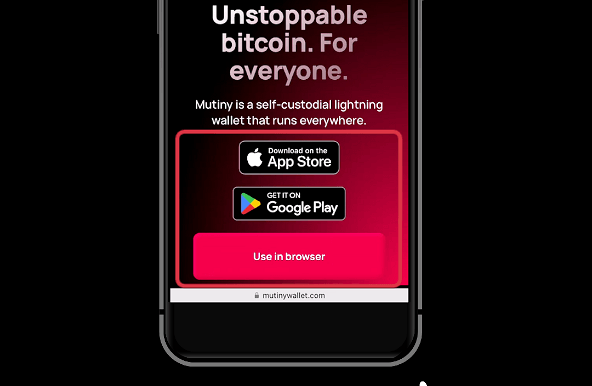 Unstoppable
bitcoin. For
everyone.
Mutiny is a self-custodial lightning
wallet that runs everywhere.
Download on the
App Store
GET IT ON
Google Play
Use in browser
mutinywallet.com